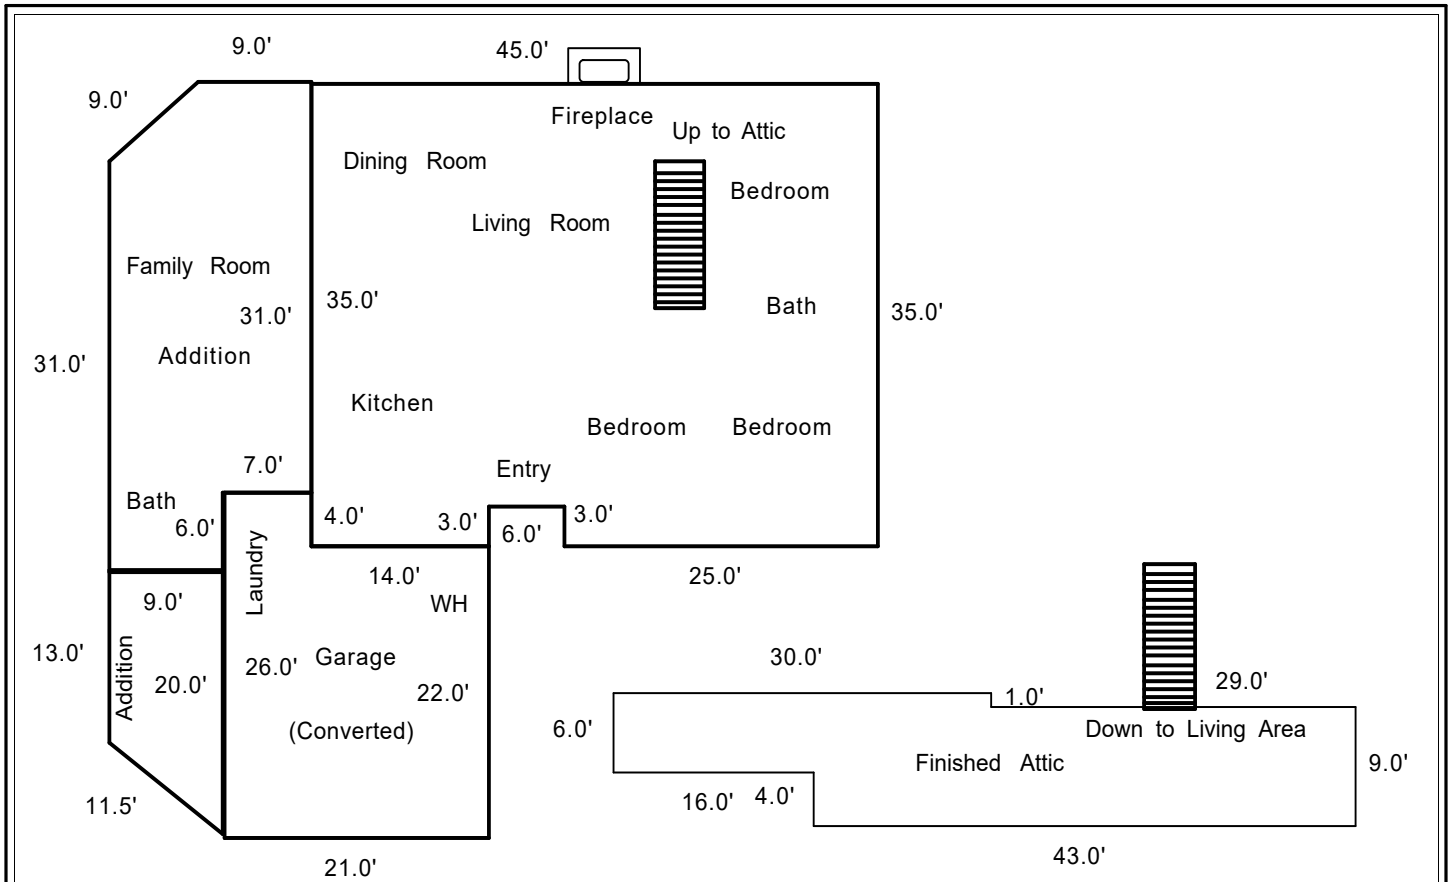 9.0'
45.0'
9.0'
Fireplace
Up to Attic
Dining Room
Bedroom
Living Room
Family Room
35.0'
31.0'
Bath
35.0'
Addition
31.0'
Kitchen
Bedroom
Bedroom
7.0'
Entry
Bath
6.0'
4.0'
3.0'
6.0'
3.0'
Laundry
14.0'
25.0'
9.0'
WH
13.0'
Addition
20.0'
26.0'
Garage
22.0'
(Converted)
30.0'
29.0'
1.0'
6.0'
Down to Living Area
Finished Attic
9.0'
16.0'
4.0'
11.5'
21.0'
43.0'